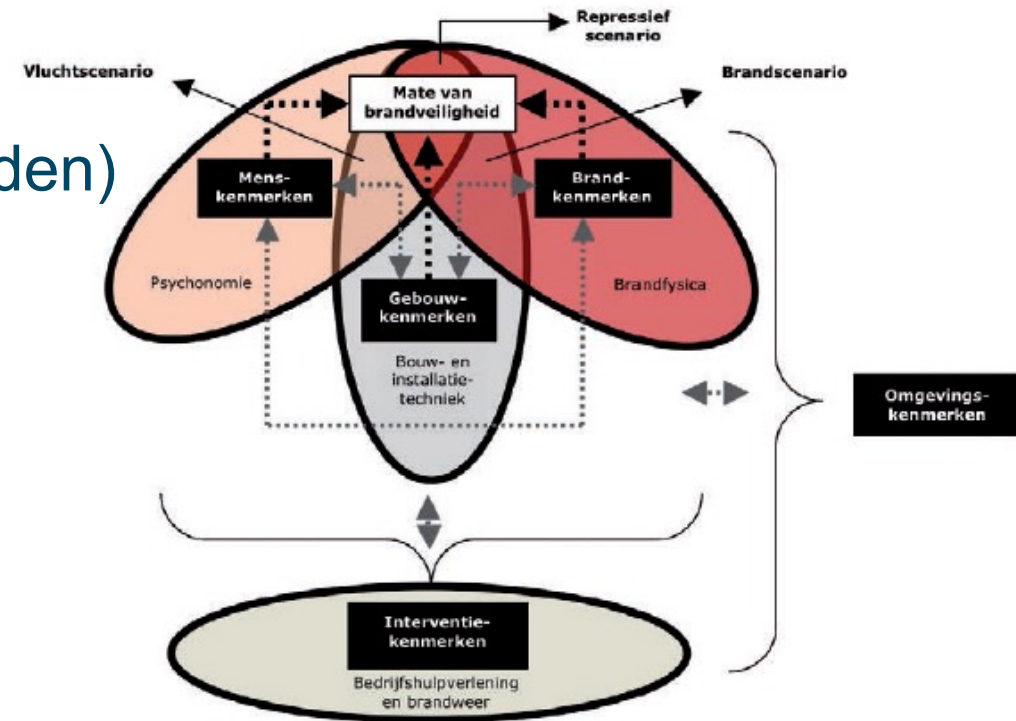 Repressief
scenario
Vluchtscenario
Brandscenario
Mate van
brandveiligheid
den)
Mens-
kenmerken
Brand-
kenmerken
Psychonomie
Brandfysica
Gebouw-
kenmerken
Bouw- en
installatie-
techniek
Omgevings-
kenmerken
Interventie-
kenmerken
Bedrijfshulpverlening
en brandweer